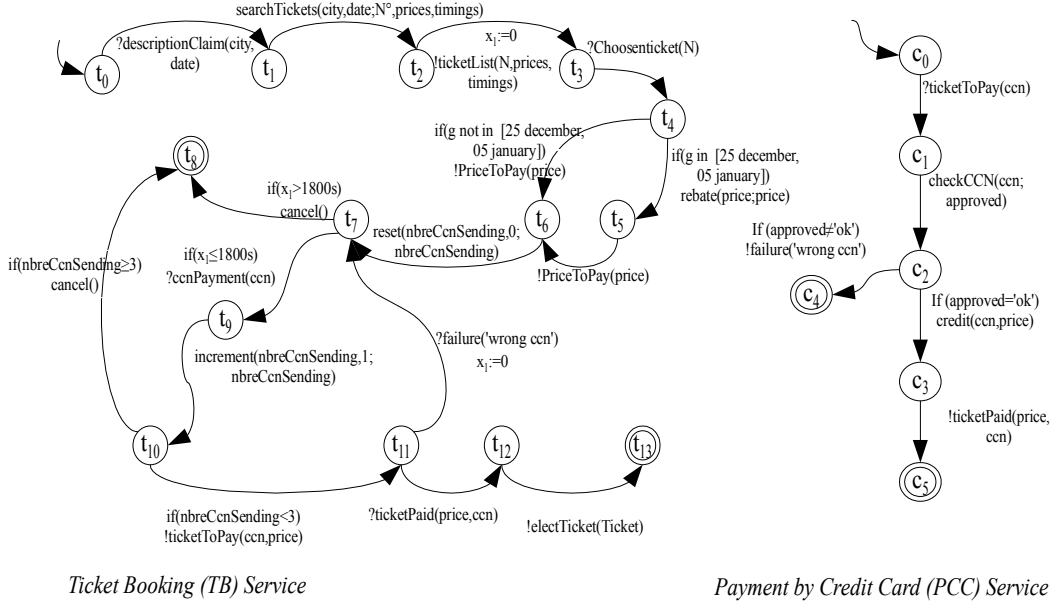 searchTickets(city,date;N°,prices,timings)
?descriptionClaim(city,
date)
x1:=0
!ticketList(N,prices,
timings)
?Choosenticket(N)
t0
t1
t2
t3
t4
if(g not in [25 december,
05 january])
!PriceToPay(price)
if(g in [25 december,
05 january])
rebate(price;price)
t8
if(x1>1800s)
cancel()
t7
reset(nbreCcnSending,0;
nbreCcnSending)
t6
t5
!PriceToPay(price)
if(x1≤1800s)
?ccnPayment(ccn)
if(nbreCcnSending≥3)
cancel()
t9
increment(nbreCcnSending,1;
nbreCcnSending)
?failure('wrong ccn')
x1:=0
t10
t11
t12
t13
if(nbreCcnSending<3)
!ticketToPay(ccn,price)
?ticketPaid(price,ccn)
!electTicket(Ticket)
Ticket Booking (TB) Service
c0
?ticketToPay(ccn)
c1
checkCCN(ccn;
approved)
If (approved≠'ok')
!failure('wrong ccn')
c2
c4
If (approved='ok')
credit(ccn,price)
c3
!ticketPaid(price,
ccn)
c5
Payment by Credit Card (PCC) Service